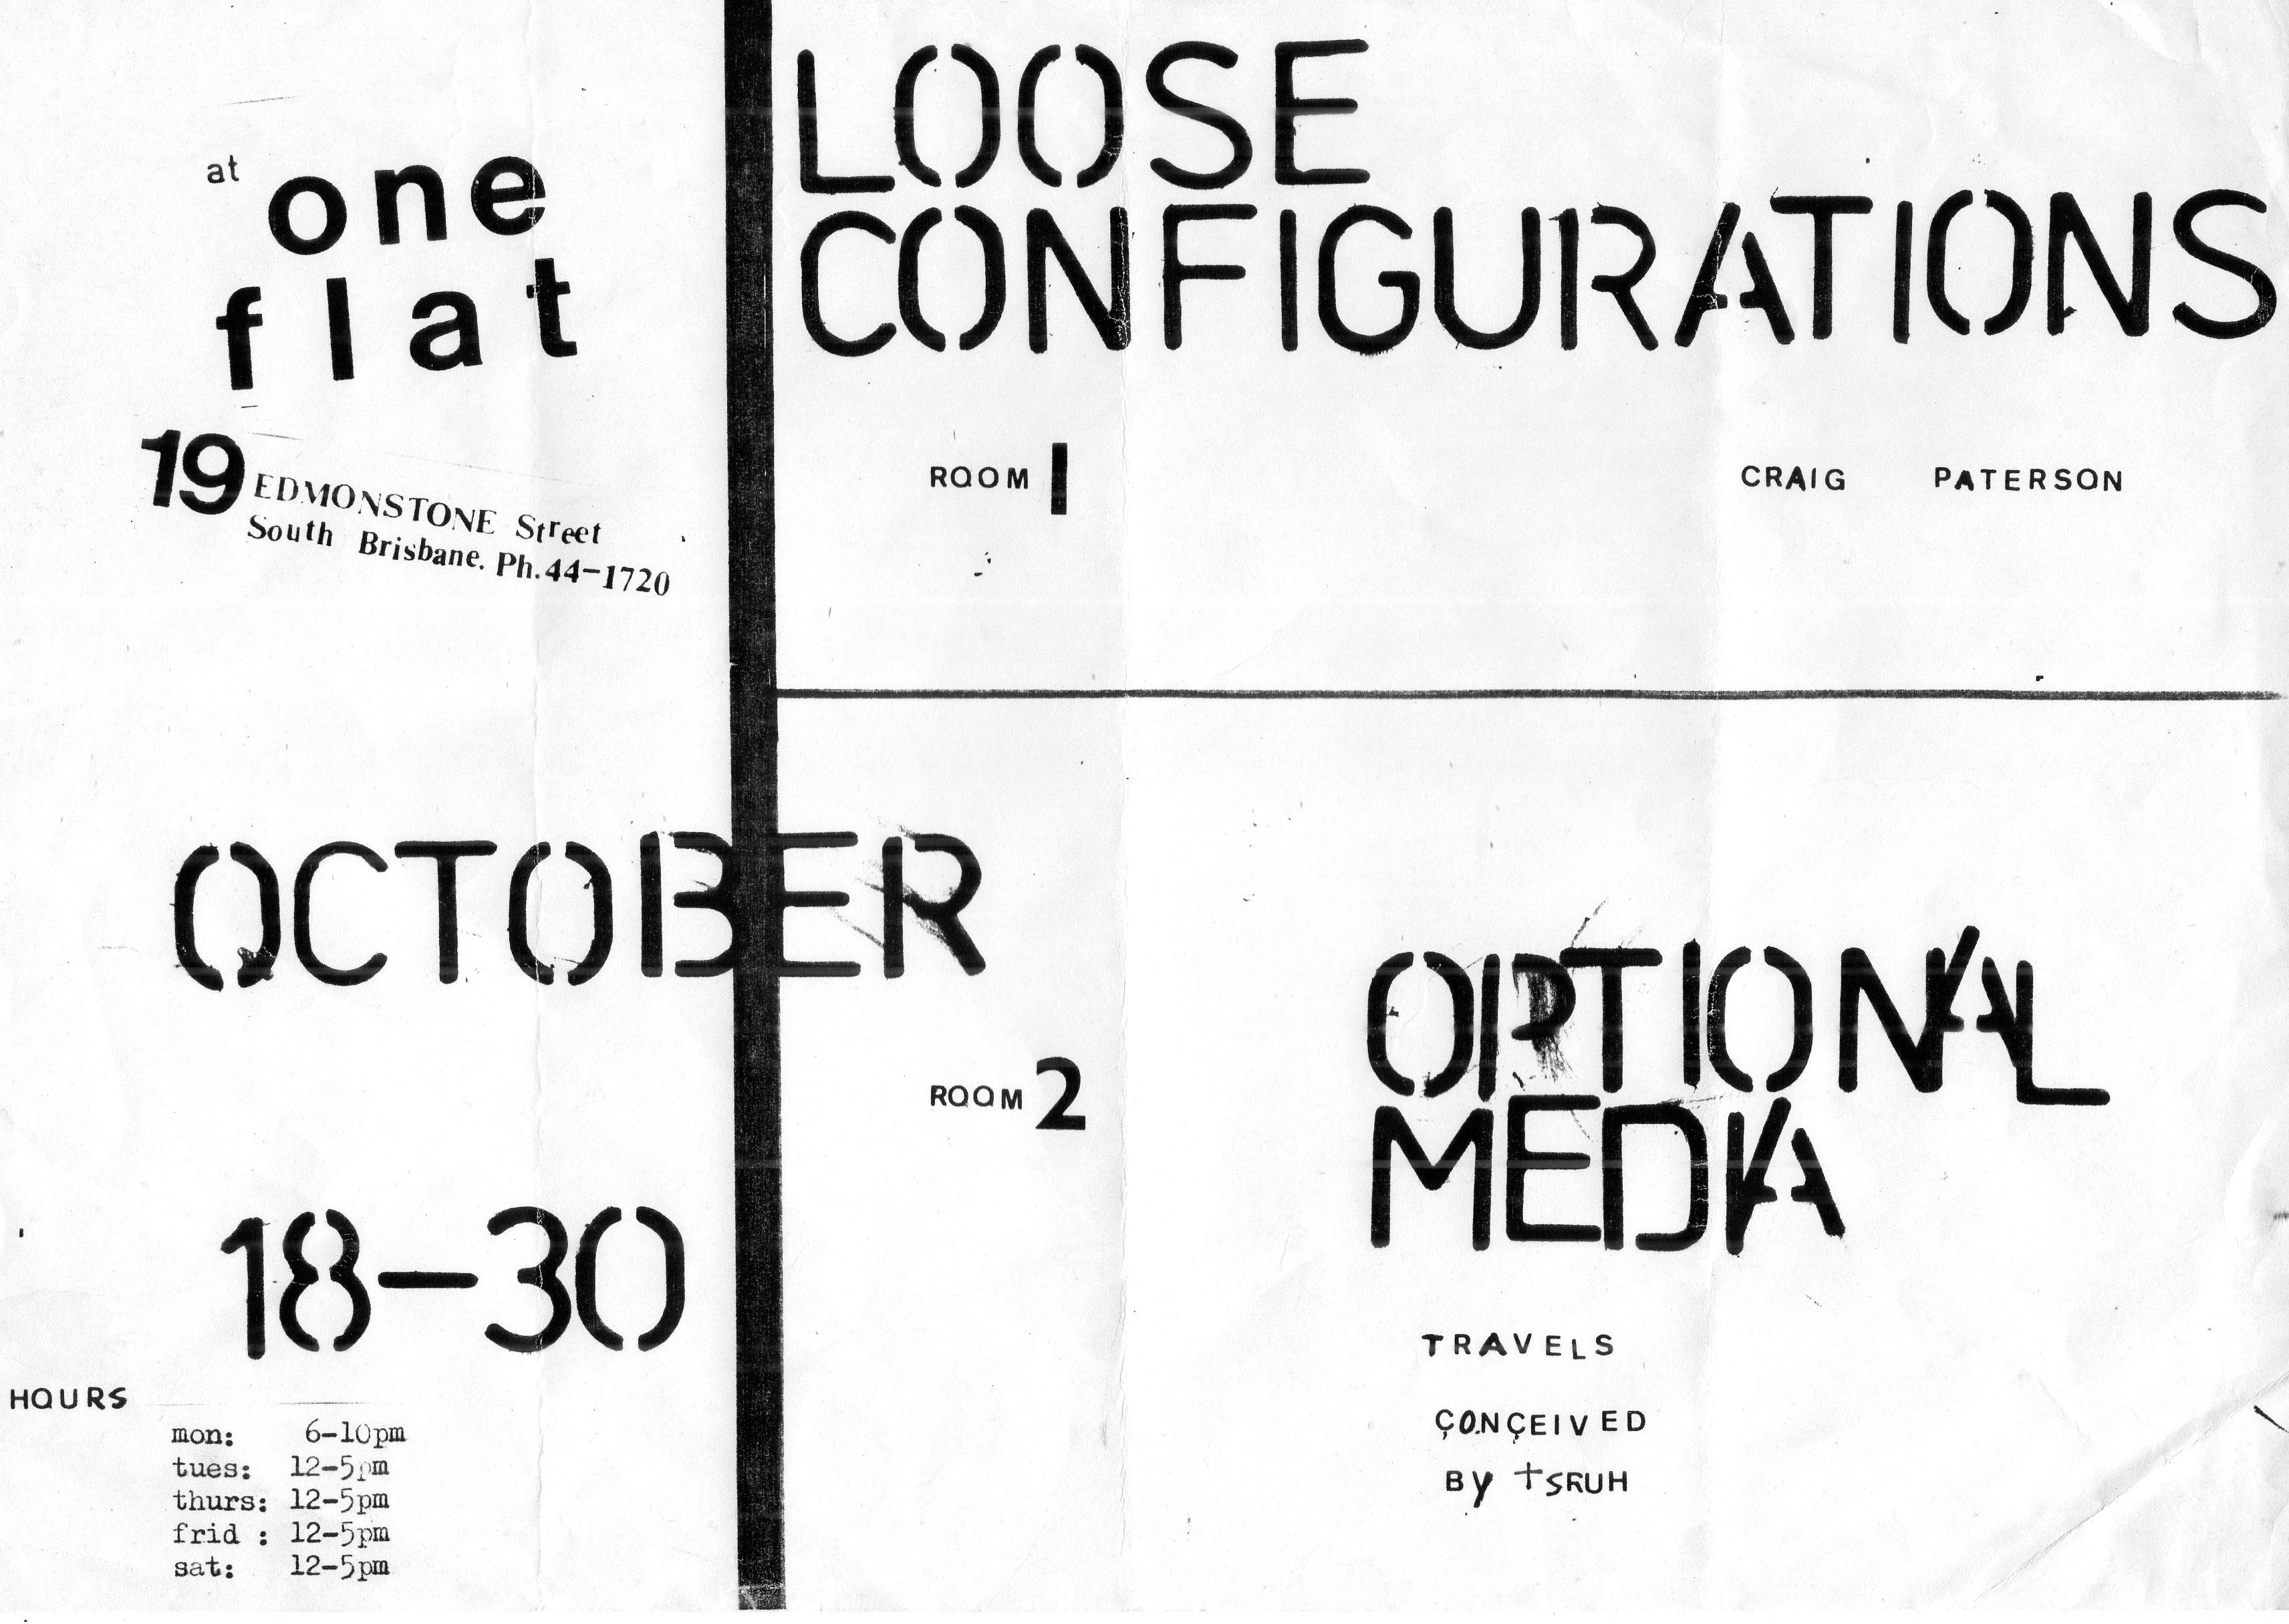 at one
flat
19 EDMONSTONE Street
South Brisbane. Ph. 44-1720
OCTOBER
18-30
HOURS
mon: 6-10pm
tues: 12-5pm
thurs: 12-5pm
frid : 12-5pm
sat: 12-5pm
LOOSE
CONFIGURATIONS
ROOM 1 CRAIG PATERSON
ROOM 2
OPTIONAL
MEDIA
TRAVELS
CONCEIVED
By tSRUH